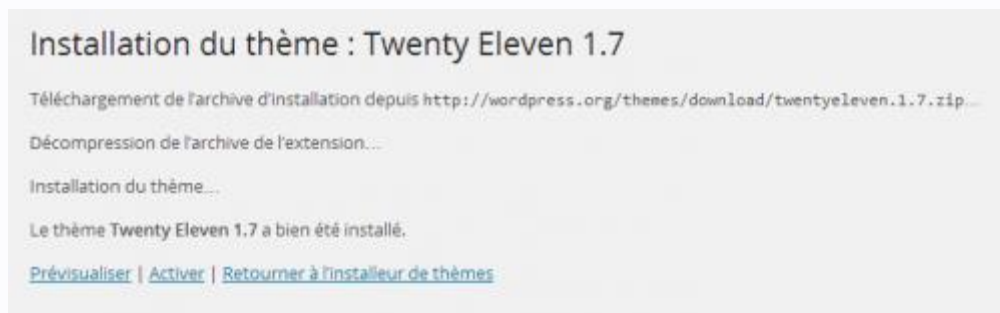 Installation du thème : Twenty Eleven 1.7
Téléchargement de l'archive d'installation depuis http://wordpress.org/themes/download/twentyeleven.1.7.zip…
Décompression de l'archive de l'extension…
Installation du thème…
Le thème Twenty Eleven 1.7 a bien été installé.
Prévisualiser | Activer | Retourner à l'installeur de thèmes